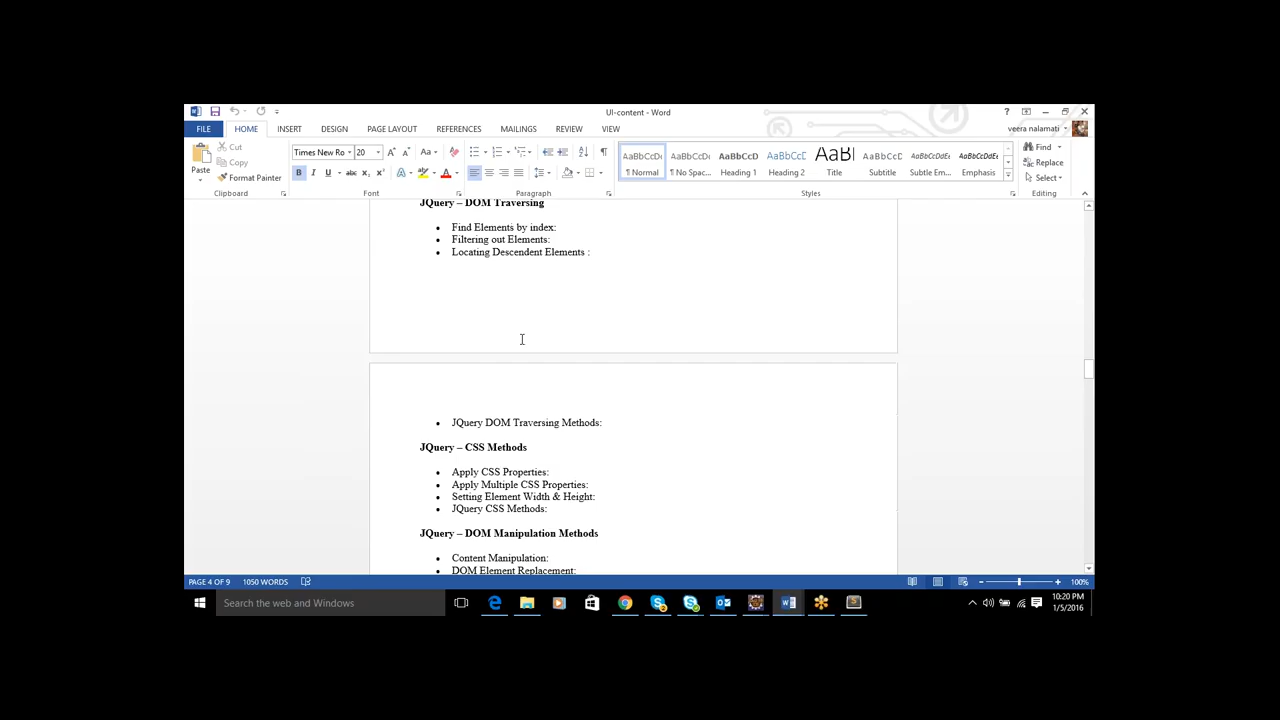 UI-content - Word
FILE HOME INSERT DESIGN PAGE LAYOUT REFERENCES MAILINGS REVIEW VIEW veera nalamati
Paste Cut Copy Format Painter
Times New Ro 20 Aa
AaBbCcDc AaBbCcDc AaBbCc AaBbCcD AaB AaBbCcD AaBbCcDdEe AaBbCcDdEe
¶ Normal ¶ No Spac... Heading 1 Heading 2 Title Subtitle Subtle Em... Emphasis
Find Replace Select
Clipboard Font Paragraph Styles Editing
JQuery – DOM Traversing
• Find Elements by index:
• Filtering out Elements:
• Locating Descendent Elements :
• JQuery DOM Traversing Methods:
JQuery – CSS Methods
• Apply CSS Properties:
• Apply Multiple CSS Properties:
• Setting Element Width & Height:
• JQuery CSS Methods:
JQuery – DOM Manipulation Methods
• Content Manipulation:
• DOM Element Replacement:
PAGE 4 OF 9 1050 WORDS 100%
Search the web and Windows
10:20 PM
1/5/2016